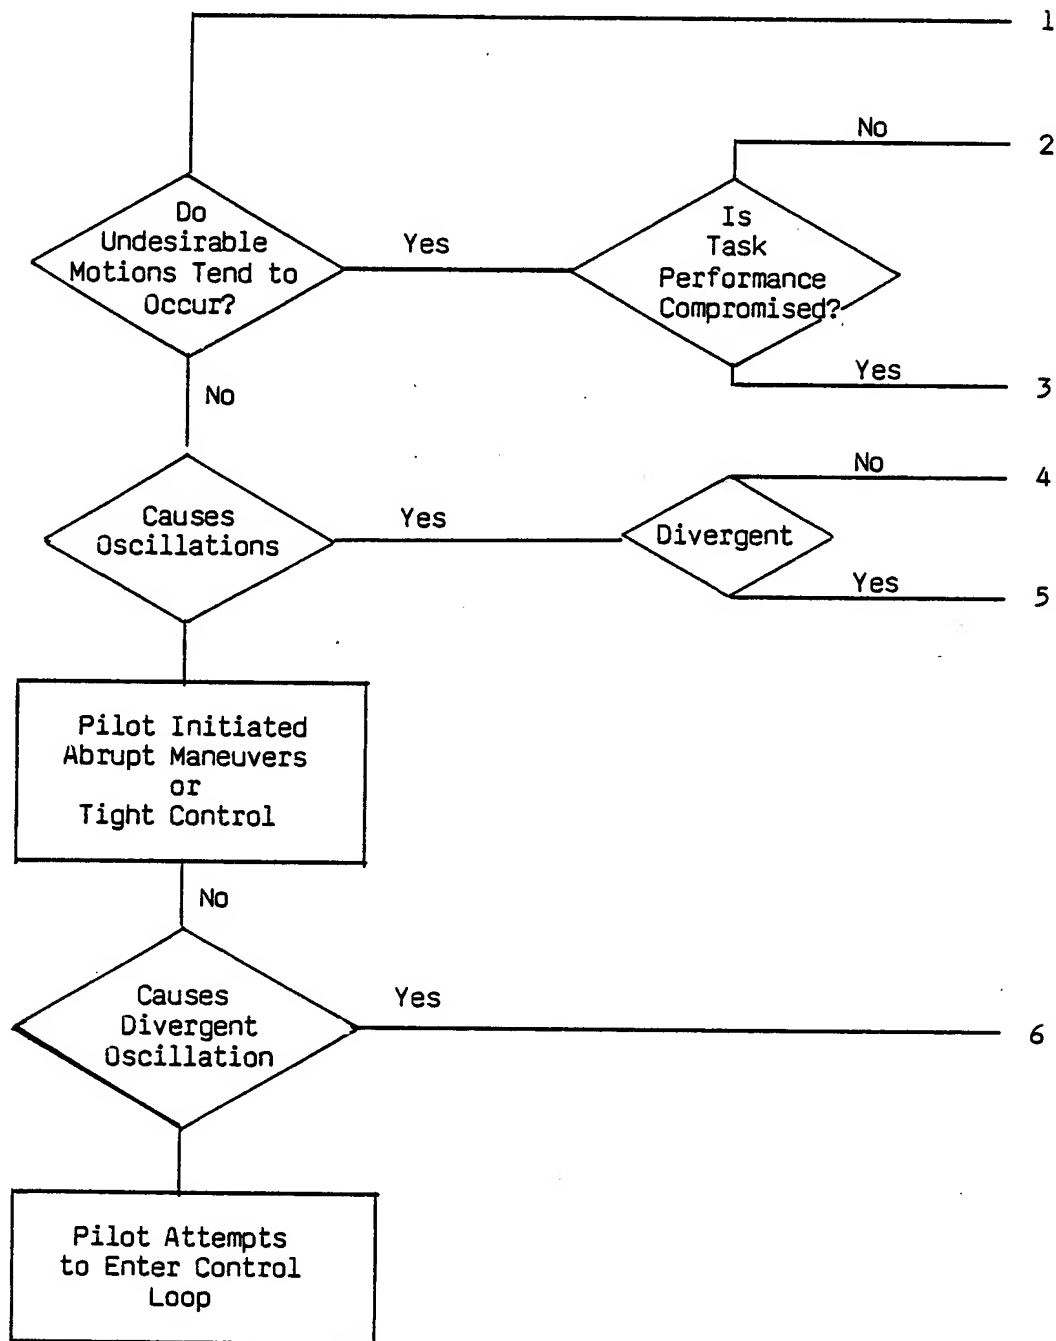 1
No
2
Do
Undesirable
Motions Tend to
Occur?
Yes
Is
Task
Performance
Compromised?
Yes
3
No
No
4
Causes
Oscillations
Yes
Divergent
Yes
5
Pilot Initiated
Abrupt Maneuvers
or
Tight Control
No
Causes
Divergent
Oscillation
Yes
6
Pilot Attempts
to Enter Control
Loop